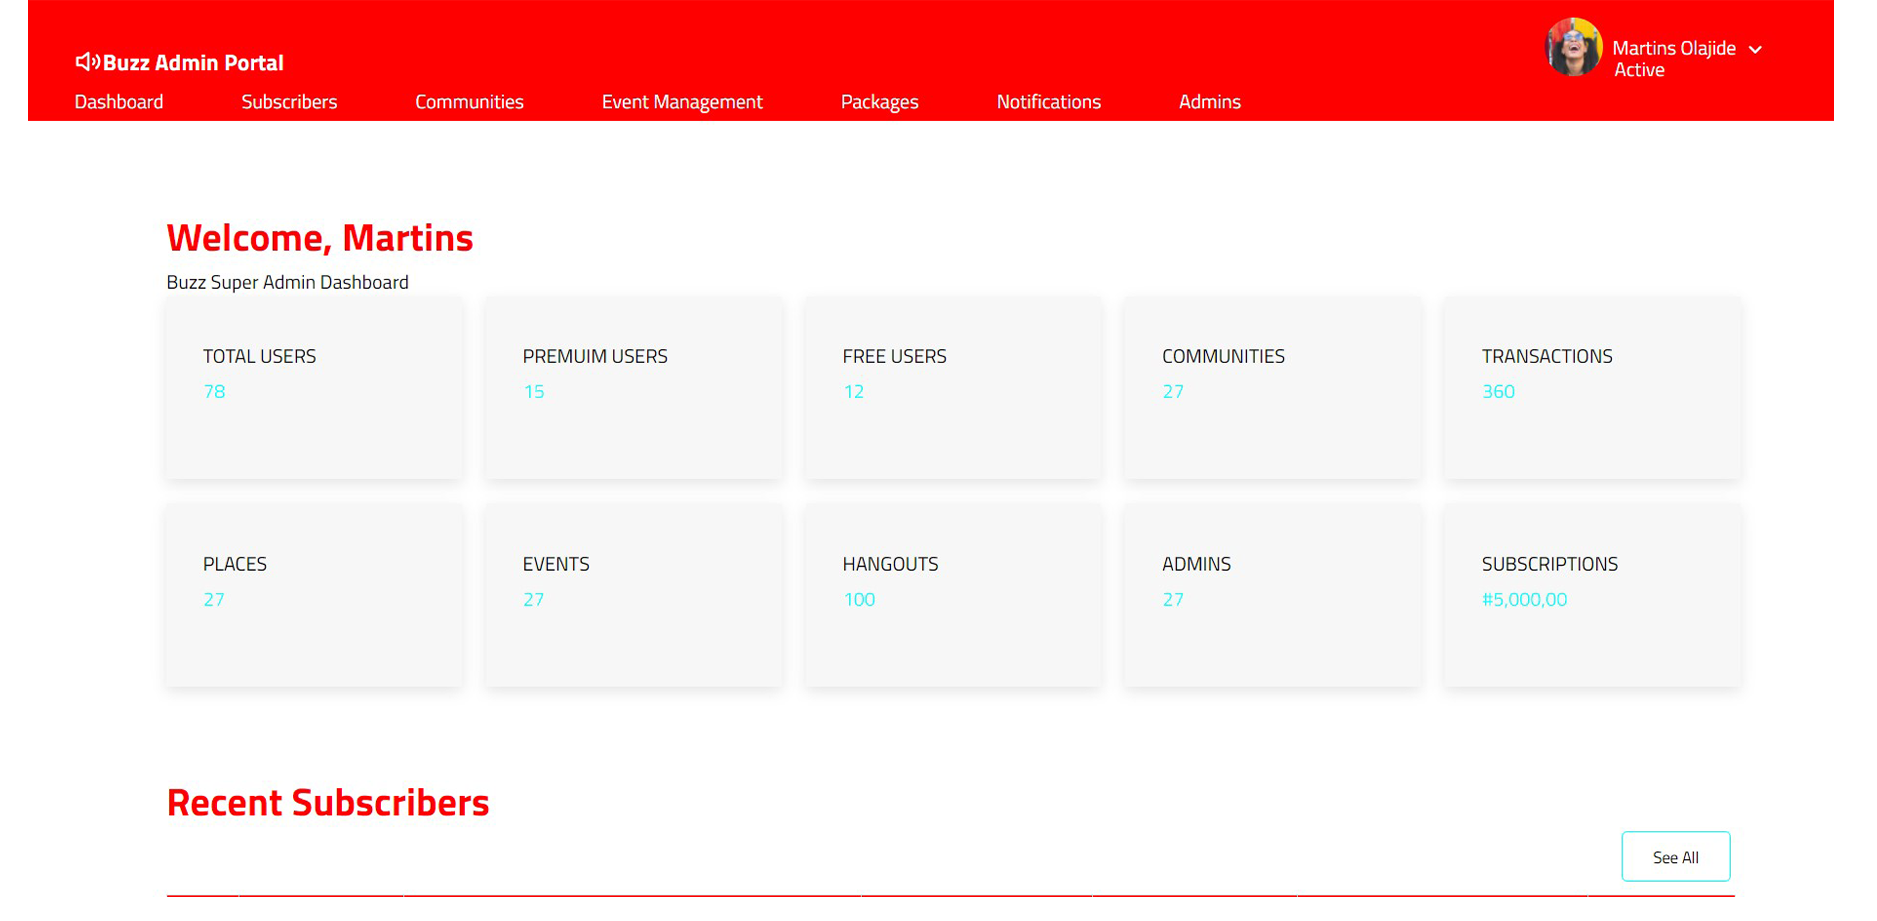 Buzz Admin Portal
Martins Olajide
Active
Dashboard Subscribers Communities Event Management Packages Notifications Admins
Welcome, Martins
Buzz Super Admin Dashboard
TOTAL USERS PREMUIM USERS FREE USERS COMMUNITIES TRANSACTIONS
78 15 12 27 360
PLACES EVENTS HANGOUTS ADMINS SUBSCRIPTIONS
27 27 100 27 #5,000,00
Recent Subscribers
See All